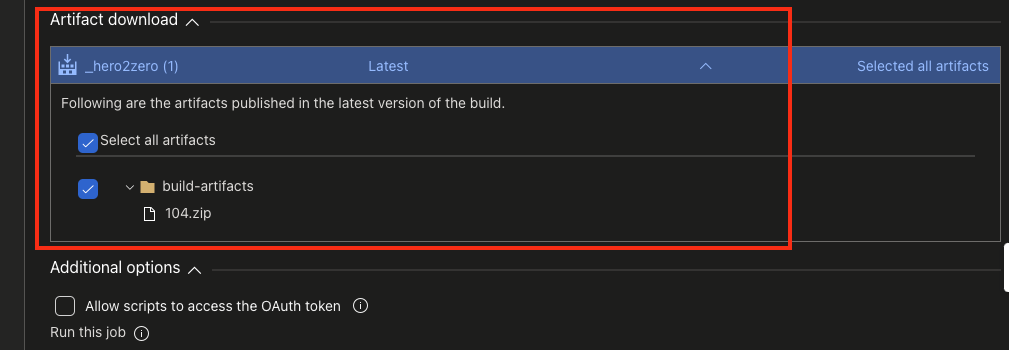 Artifact download
_hero2zero (1) Latest Selected all artifacts
Following are the artifacts published in the latest version of the build.
Select all artifacts
build-artifacts
104.zip
Additional options
Allow scripts to access the OAuth token
Run this job